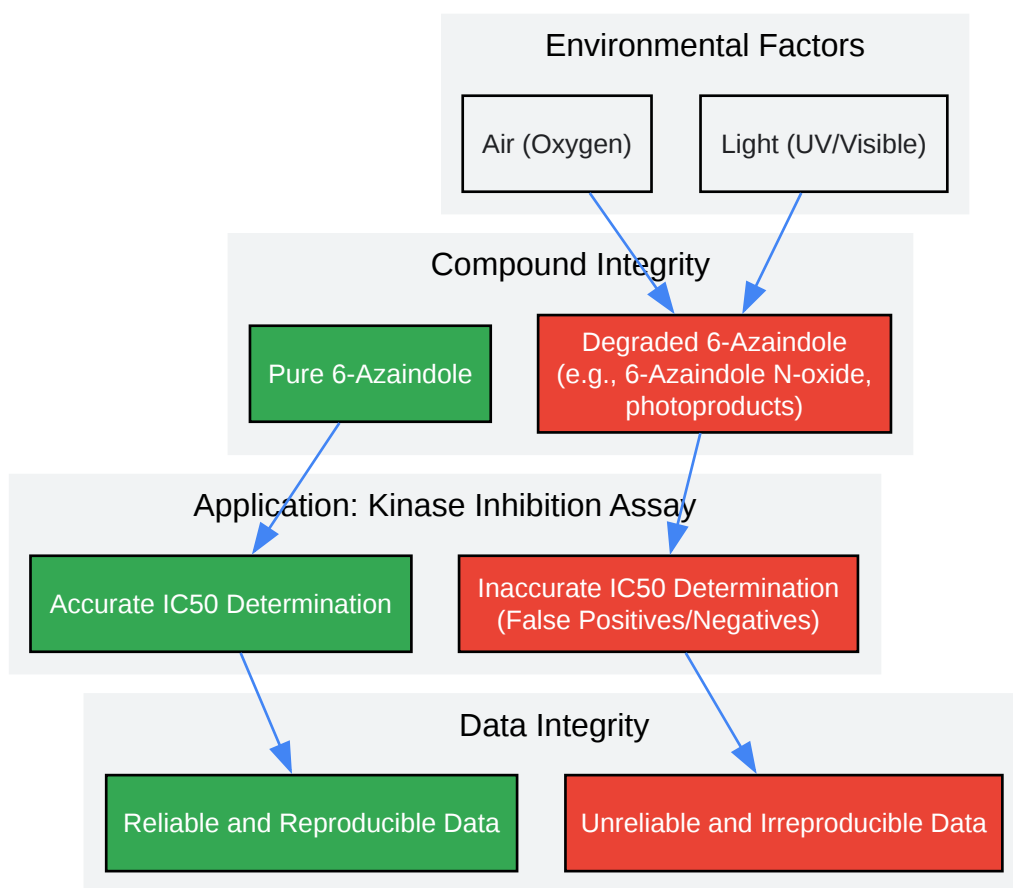 Environmental Factors
Air (Oxygen)
Light (UV/Visible)
Compound Integrity
Pure 6-Azaindole
Degraded 6-Azaindole
(e.g., 6-Azaindole N-oxide,
photoproducts)
Application: Kinase Inhibition Assay
Accurate IC50 Determination
Inaccurate IC50 Determination
(False Positives/Negatives)
Data Integrity
Reliable and Reproducible Data
Unreliable and Irreproducible Data